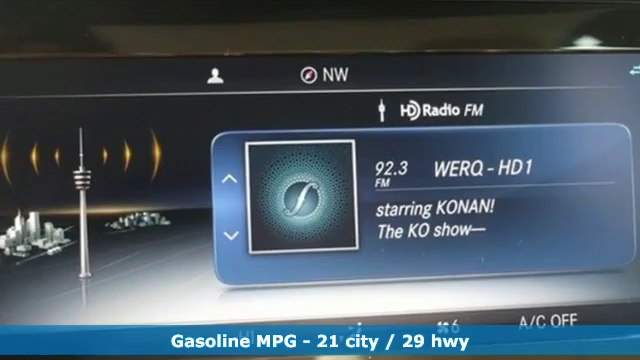 NW
HD Radio FM
92.3 WERQ - HD1
FM
starring KONAN!
The KO show—
6 A/C OFF
Gasoline MPG - 21 city / 29 hwy